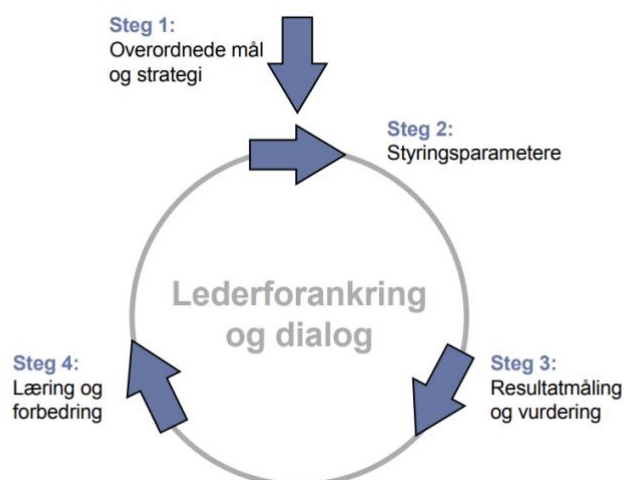 Steg 1:
Overordnede mål
og strategi
Steg 2:
Styringsparametere
Lederforankring
og dialog
Steg 3:
Resultatmåling
og vurdering
Steg 4:
Læring og
forbedring